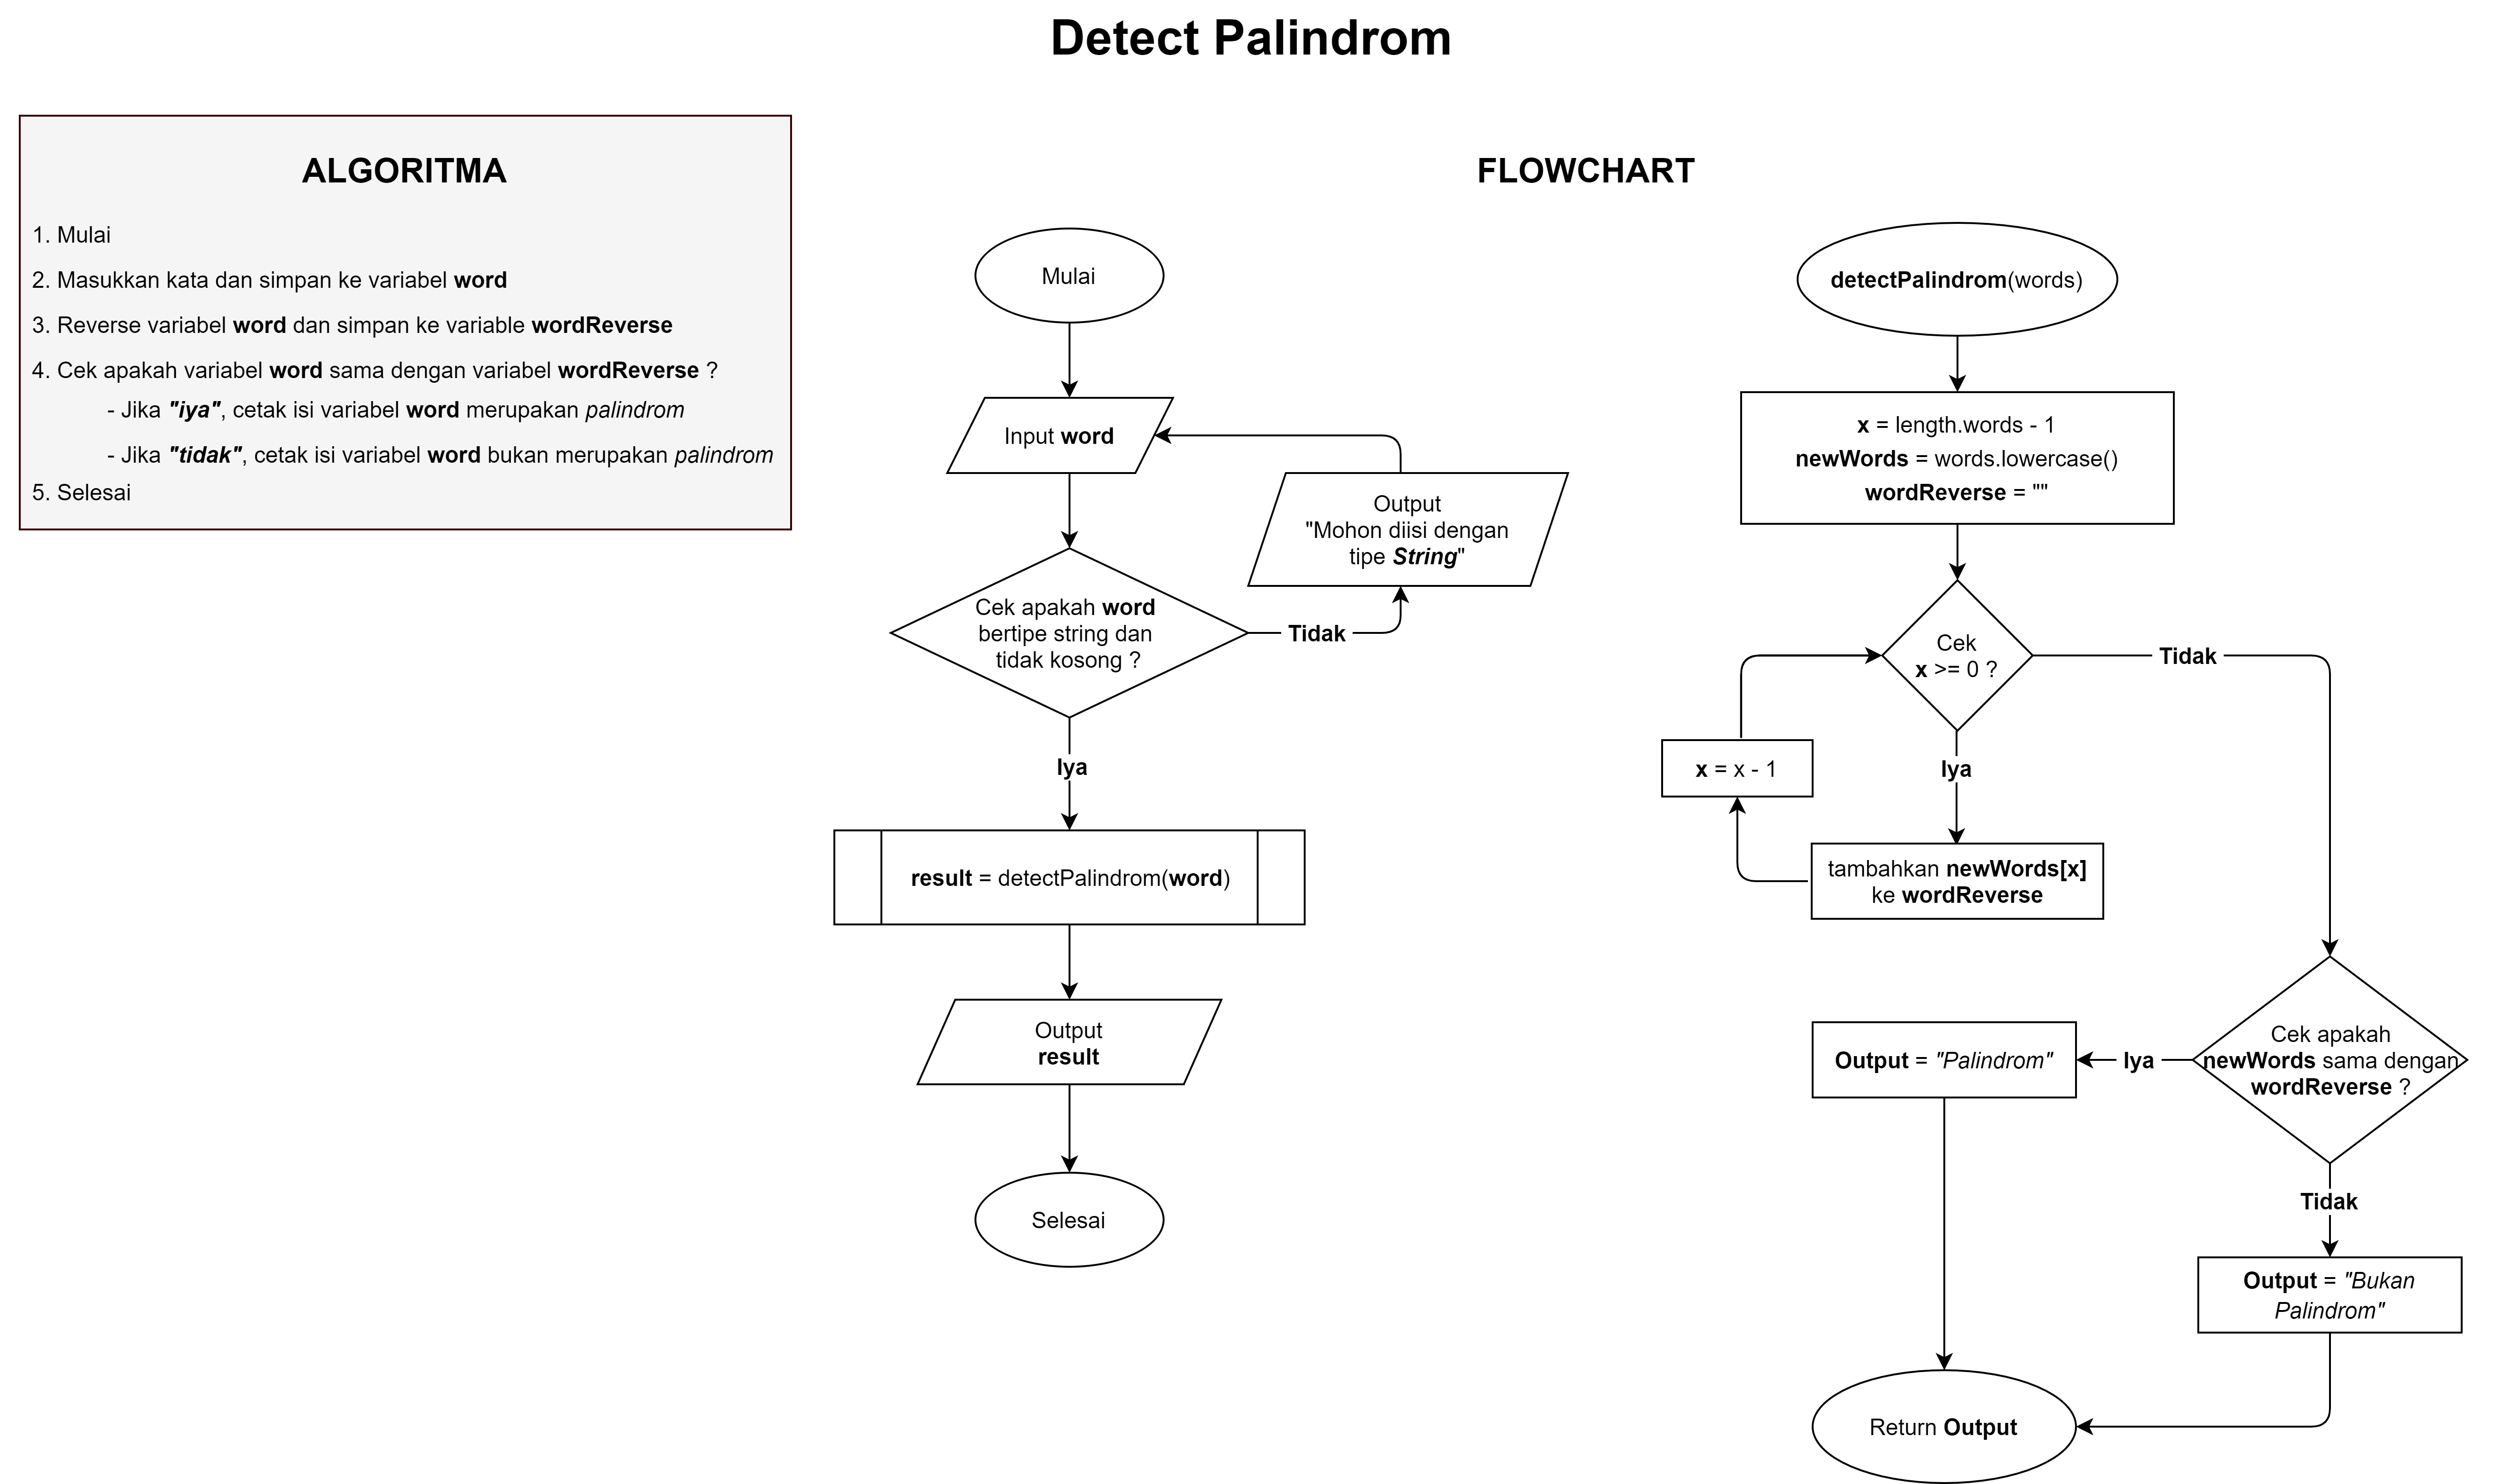 Detect Palindrom
ALGORITMA
1. Mulai
2. Masukkan kata dan simpan ke variabel word
3. Reverse variabel word dan simpan ke variable wordReverse
4. Cek apakah variabel word sama dengan variabel wordReverse ?
- Jika "iya", cetak isi variabel word merupakan palindrom
- Jika "tidak", cetak isi variabel word bukan merupakan palindrom
5. Selesai
FLOWCHART
Mulai
Input word
Output
"Mohon diisi dengan
tipe String"
Cek apakah word
bertipe string dan
tidak kosong ?
Tidak
Iya
result = detectPalindrom(word)
Output
result
Selesai
detectPalindrom(words)
x = length.words - 1
newWords = words.lowercase()
wordReverse = ""
Cek
x >= 0 ?
Tidak
Iya
x = x - 1
tambahkan newWords[x]
ke wordReverse
Cek apakah
newWords sama dengan
wordReverse ?
Iya
Output = "Palindrom"
Tidak
Output = "Bukan
Palindrom"
Return Output